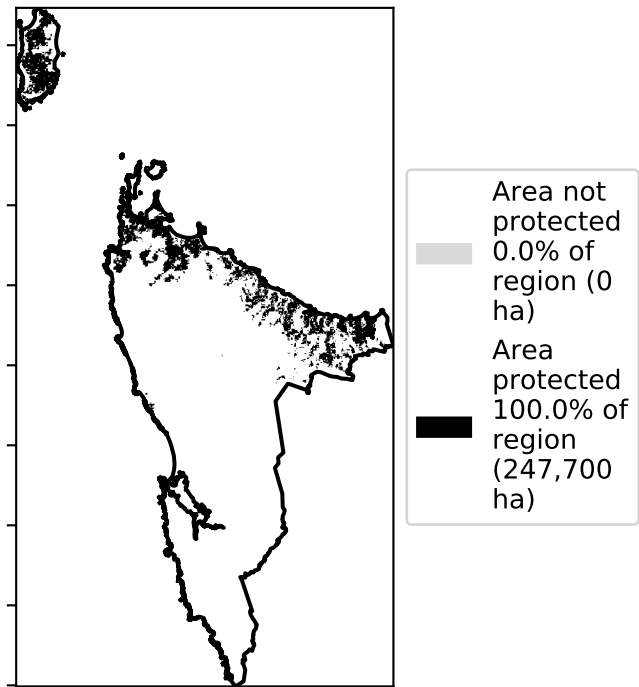 Area not
protected
0.0% of
region (0
ha)
Area
protected
100.0% of
region
(247,700
ha)